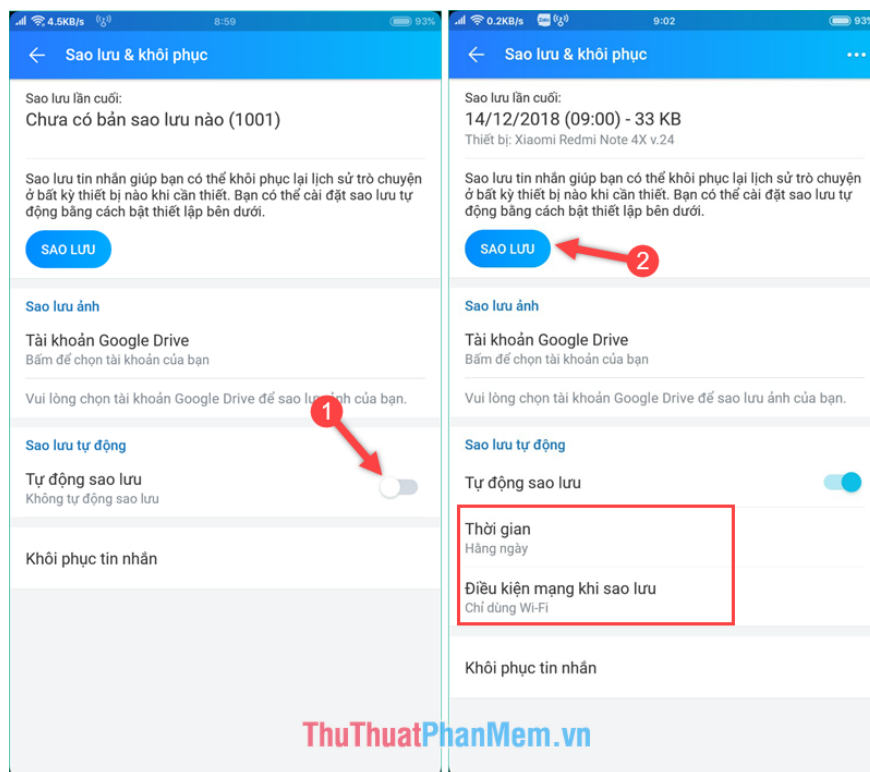 4.5KB/s
8:59
93%
Sao lưu & khôi phục
Sao lưu lần cuối:
Chưa có bản sao lưu nào (1001)
Sao lưu tin nhắn giúp bạn có thể khôi phục lại lịch sử trò chuyện
ở bất kỳ thiết bị nào khi cần thiết. Bạn có thể cài đặt sao lưu tự
động bằng cách bật thiết lập bên dưới.
SAO LƯU
Sao lưu ảnh
Tài khoản Google Drive
Bấm để chọn tài khoản của bạn
Vui lòng chọn tài khoản Google Drive để sao lưu ảnh của bạn.
1
Sao lưu tự động
Tự động sao lưu
Không tự động sao lưu
Khôi phục tin nhắn
0.2KB/s
9:02
93%
Sao lưu & khôi phục
Sao lưu lần cuối:
14/12/2018 (09:00) - 33 KB
Thiết bị: Xiaomi Redmi Note 4X v.24
Sao lưu tin nhắn giúp bạn có thể khôi phục lại lịch sử trò chuyện
ở bất kỳ thiết bị nào khi cần thiết. Bạn có thể cài đặt sao lưu tự
động bằng cách bật thiết lập bên dưới.
SAO LƯU
2
Sao lưu ảnh
Tài khoản Google Drive
Bấm để chọn tài khoản của bạn
Vui lòng chọn tài khoản Google Drive để sao lưu ảnh của bạn.
Sao lưu tự động
Tự động sao lưu
Thời gian
Hằng ngày
Điều kiện mạng khi sao lưu
Chỉ dùng Wi-Fi
Khôi phục tin nhắn
ThuThuatPhanMem.vn